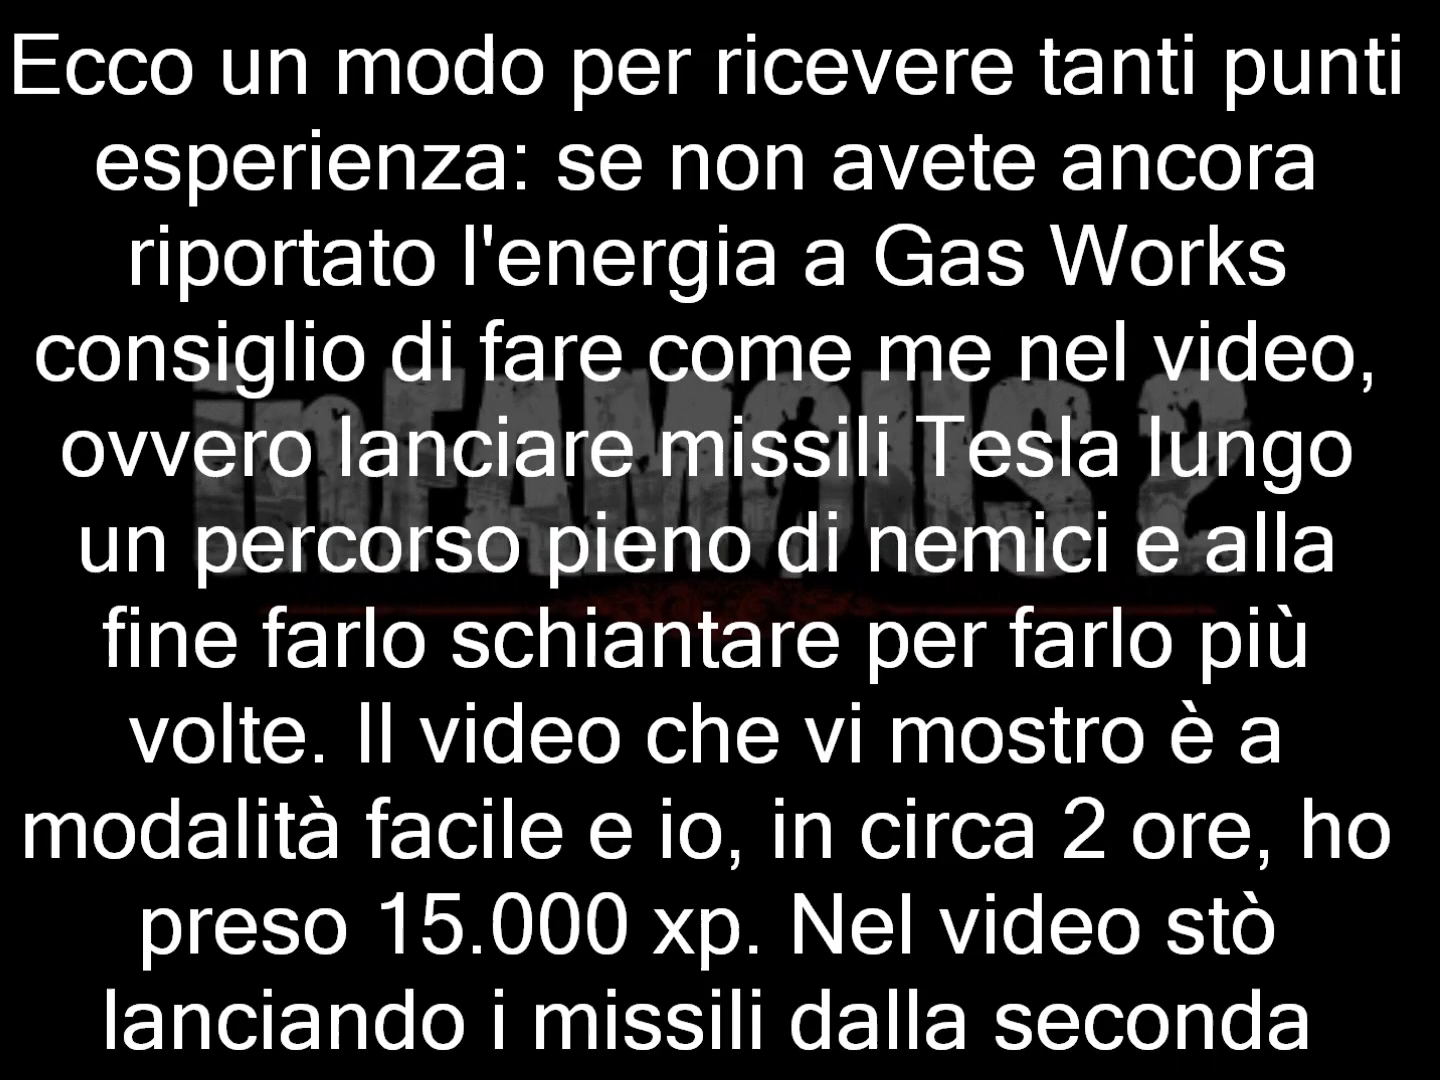 Ecco un modo per ricevere tanti punti
esperienza: se non avete ancora
riportato l'energia a Gas Works
consiglio di fare come me nel video,
ovvero lanciare missili Tesla lungo
un percorso pieno di nemici e alla
fine farlo schiantare per farlo più
volte. Il video che vi mostro è a
modalità facile e io, in circa 2 ore, ho
preso 15.000 xp. Nel video stò
lanciando i missili dalla seconda
inFAMOUS 2